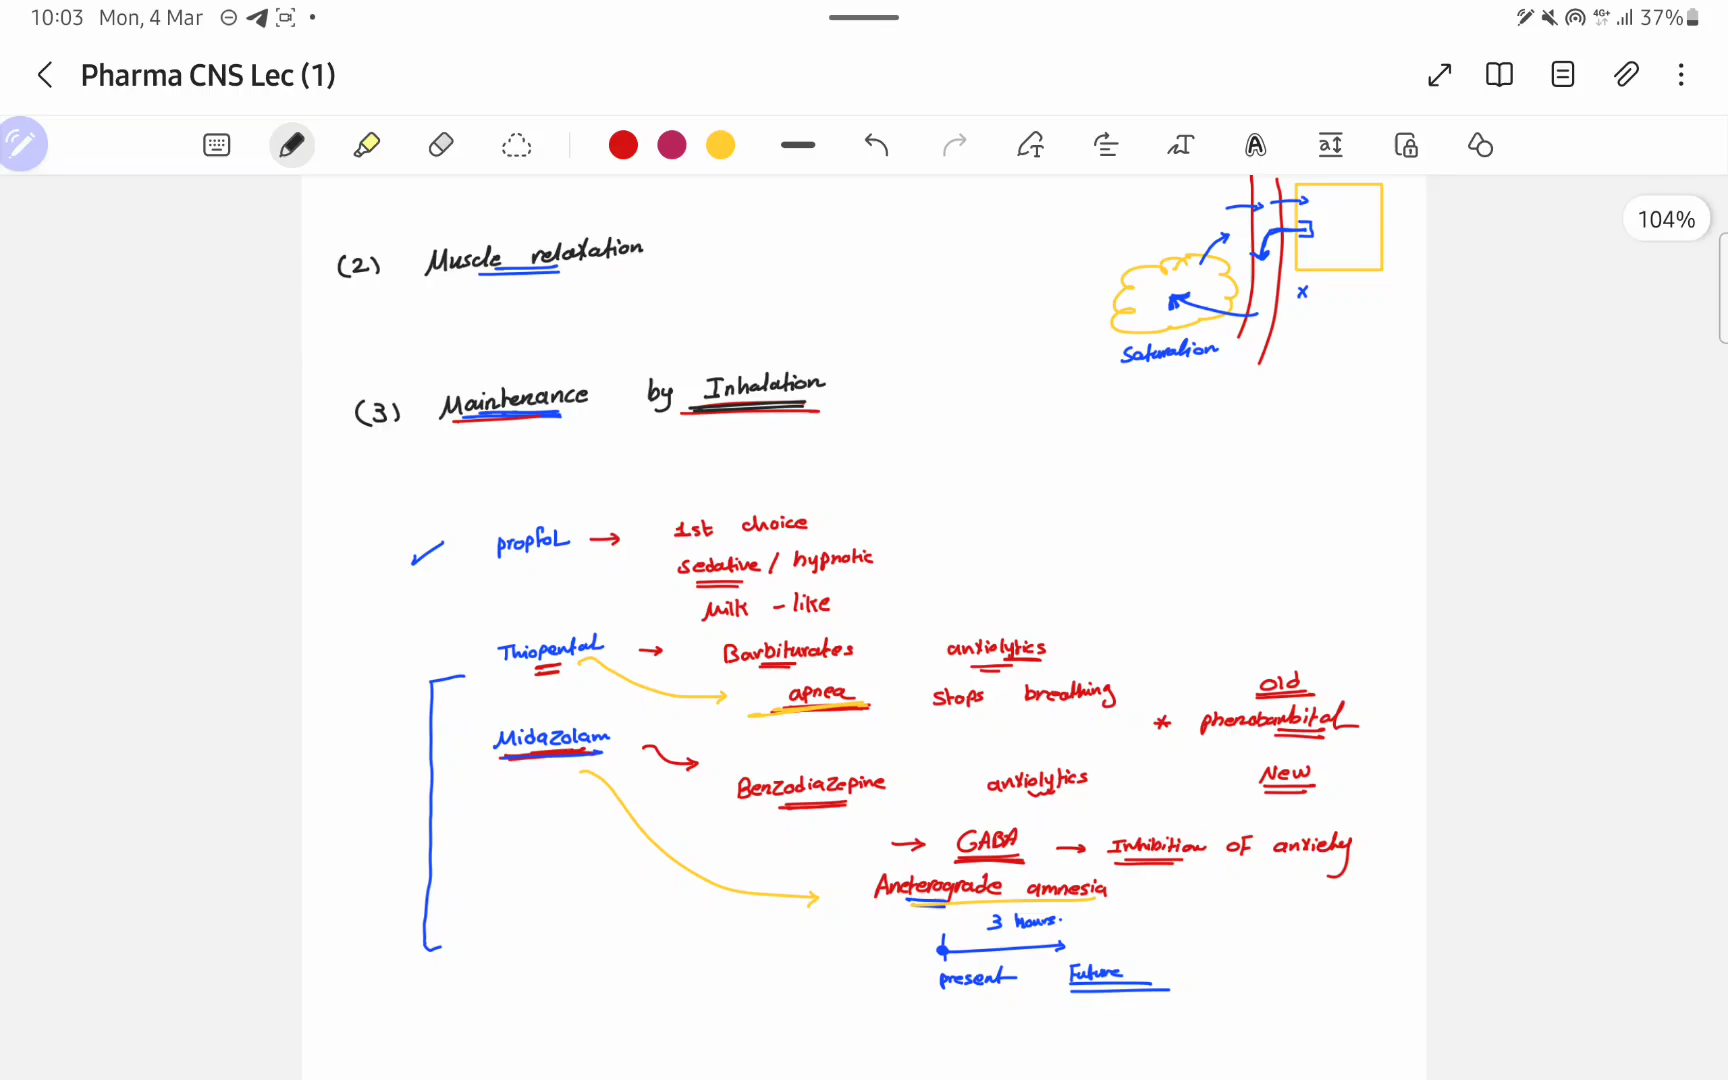 10:03 Mon, 4 Mar
4G+ 37%
Pharma CNS Lec (1)
104%
(2) Muscle relaxation
x
Saturation
(3) Maintenance by Inhalation
propfol → 1st choice
sedative / hypnotic
Milk - like
Thiopental → Barbiturates anxiolytics
apnea stops breathing
old
* phenobarbital
Midazolam
Benzodiazepine anxiolytics
New
→ GABA → Inhibition of anxiety
Anterograde amnesia
3 hours.
present Future